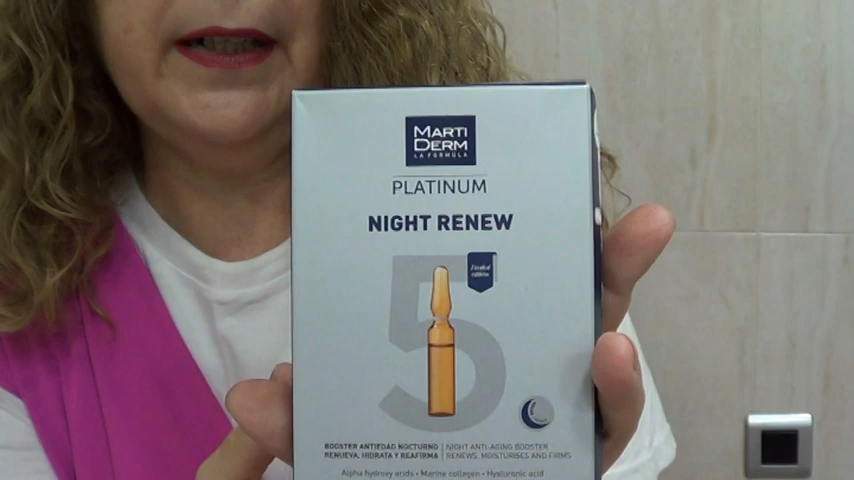 MARTI
DERM
LA FORMULA
PLATINUM
NIGHT RENEW
5
BOOSTER ANTIEDAD NOCTURNO
RENUEVA, HIDRATA Y REAFIRMA
NIGHT ANTI-AGING BOOSTER
RENEWS, MOISTURISES AND FIRMS
Alpha hydroxy acids • Marine collagen • Hyaluronic acid